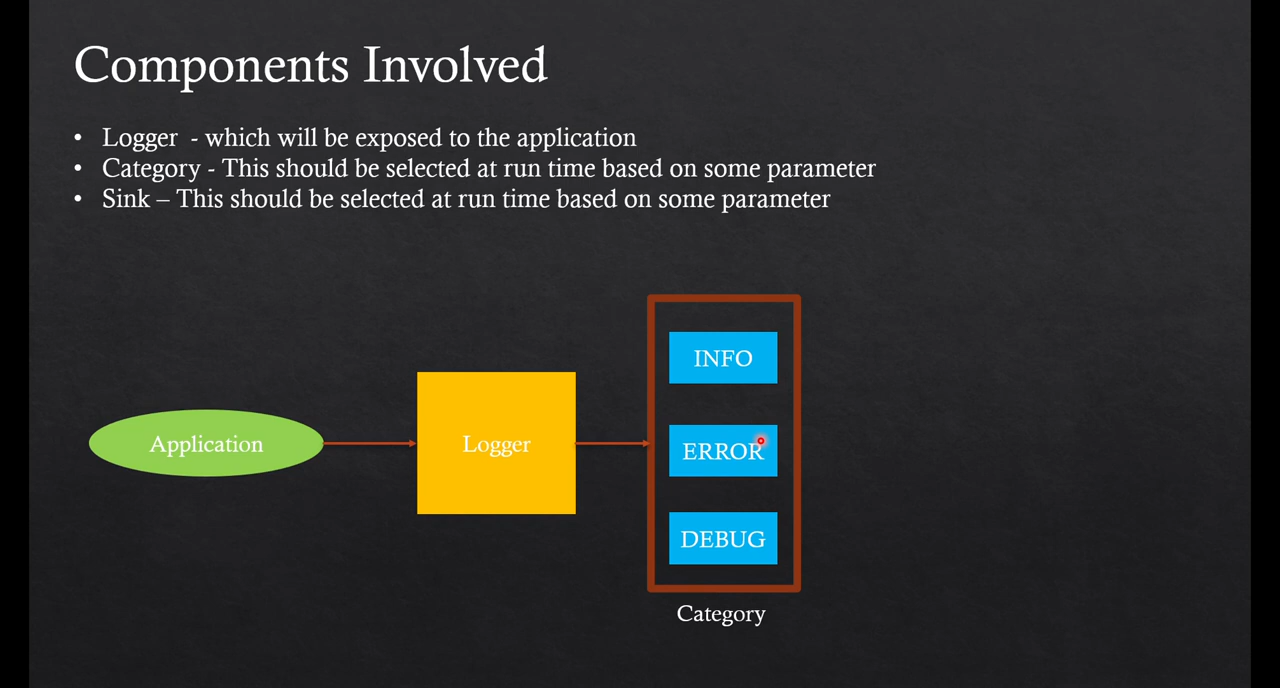 Components Involved
• Logger - which will be exposed to the application
• Category - This should be selected at run time based on some parameter
• Sink – This should be selected at run time based on some parameter
INFO
Application
Logger
ERROR
DEBUG
Category